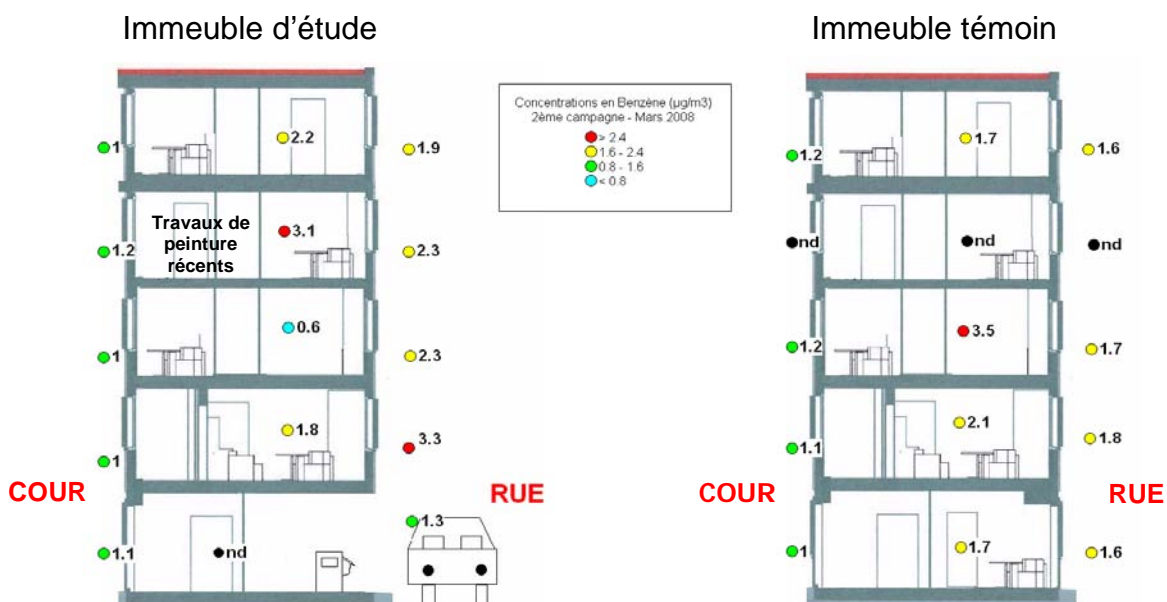 Immeuble d'étude
Immeuble témoin
Concentrations en Benzène (µg/m3)
2ème campagne - Mars 2008
> 2.4
1.6 - 2.4
0.8 - 1.6
< 0.8
1
2.2
1.9
1.2
Travaux de
peinture
récents
3.1
2.3
1
0.6
2.3
1
1.8
3.3
COUR
RUE
1.1
nd
1.3
1.2
1.7
1.6
nd
nd
nd
1.2
3.5
1.7
1.1
2.1
1.8
COUR
RUE
1
1.7
1.6